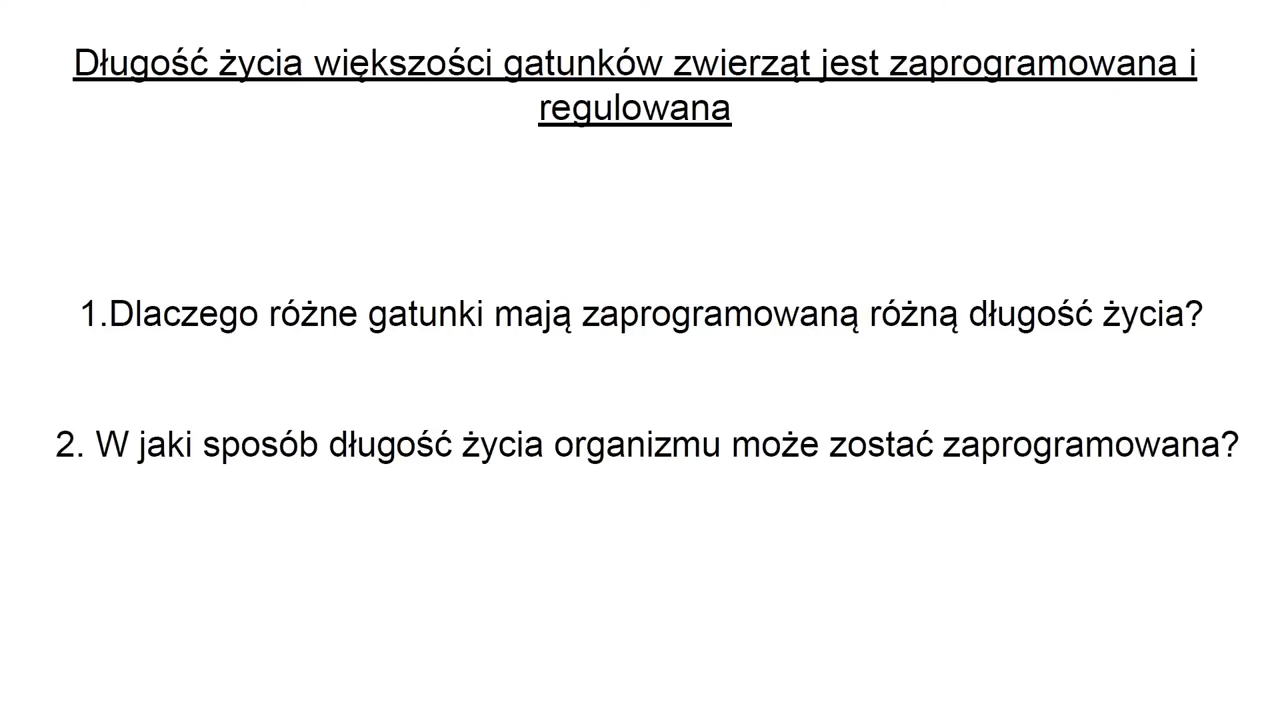 Długość życia większości gatunków zwierząt jest zaprogramowana i
regulowana
1.Dlaczego różne gatunki mają zaprogramowaną różną długość życia?
2. W jaki sposób długość życia organizmu może zostać zaprogramowana?